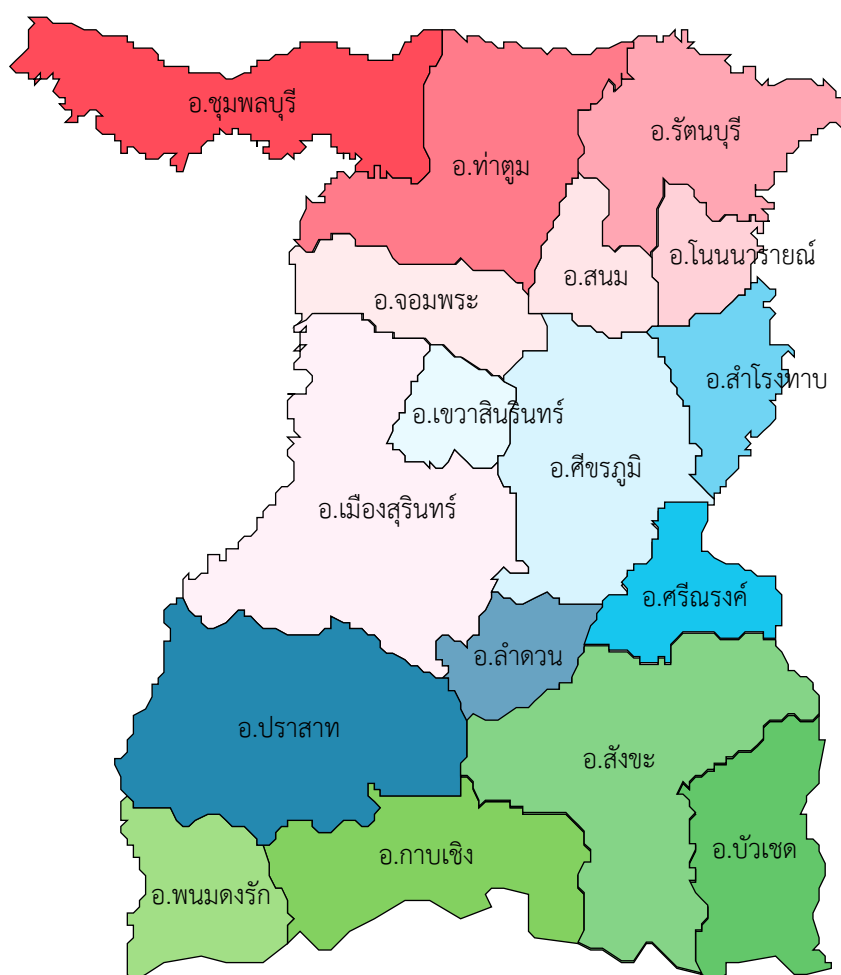 อ.ชุมพลบุรี
อ.รัตนบุรี
อ.ท่าตูม
อ.โนนนารายณ์
อ.สนม
อ.จอมพระ
อ.สำโรงทาบ
อ.เขวาสินรินทร์
อ.ศีขรภูมิ
อ.เมืองสุรินทร์
อ.ศรีณรงค์
อ.ลำดวน
อ.ปราสาท
อ.สังขะ
อ.บัวเชด
อ.กาบเชิง
อ.พนมดงรัก